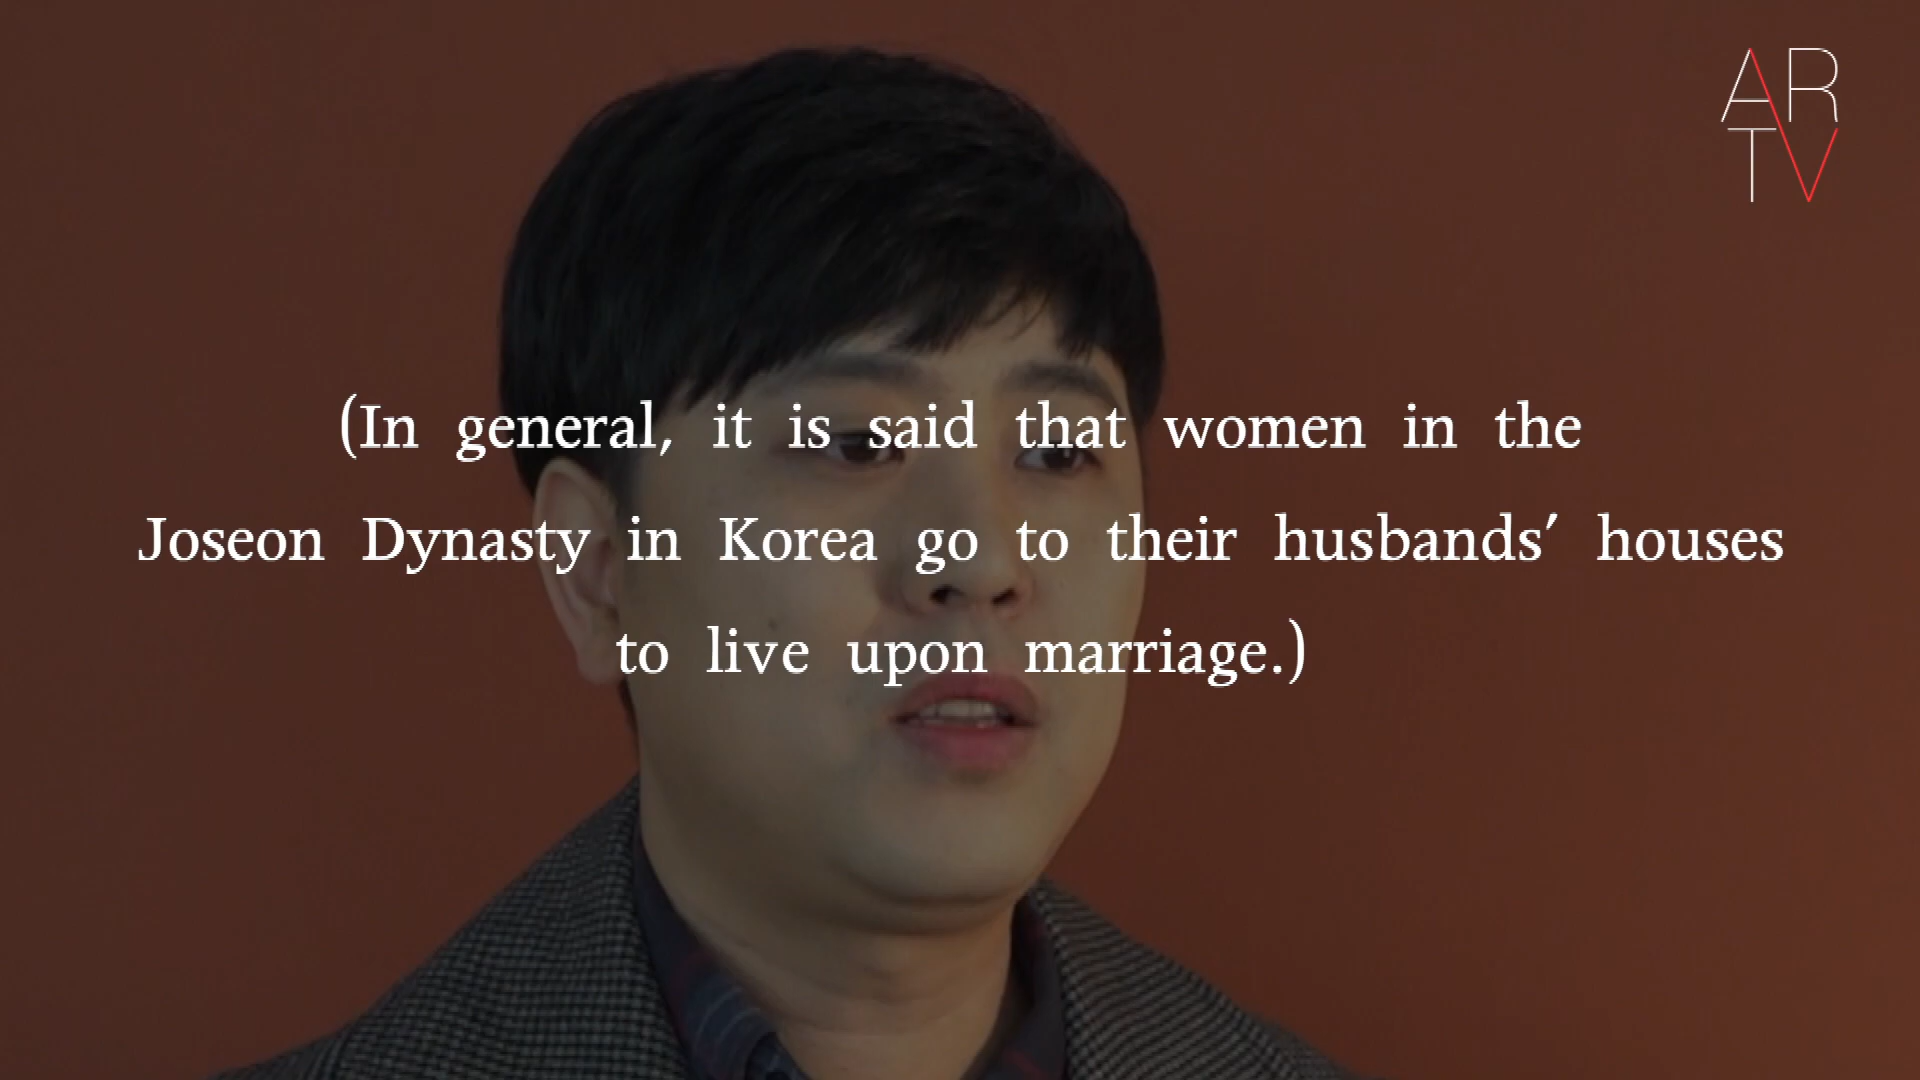 AR
TV
(In general, it is said that women in the
Joseon Dynasty in Korea go to their husbands’ houses
to live upon marriage.)